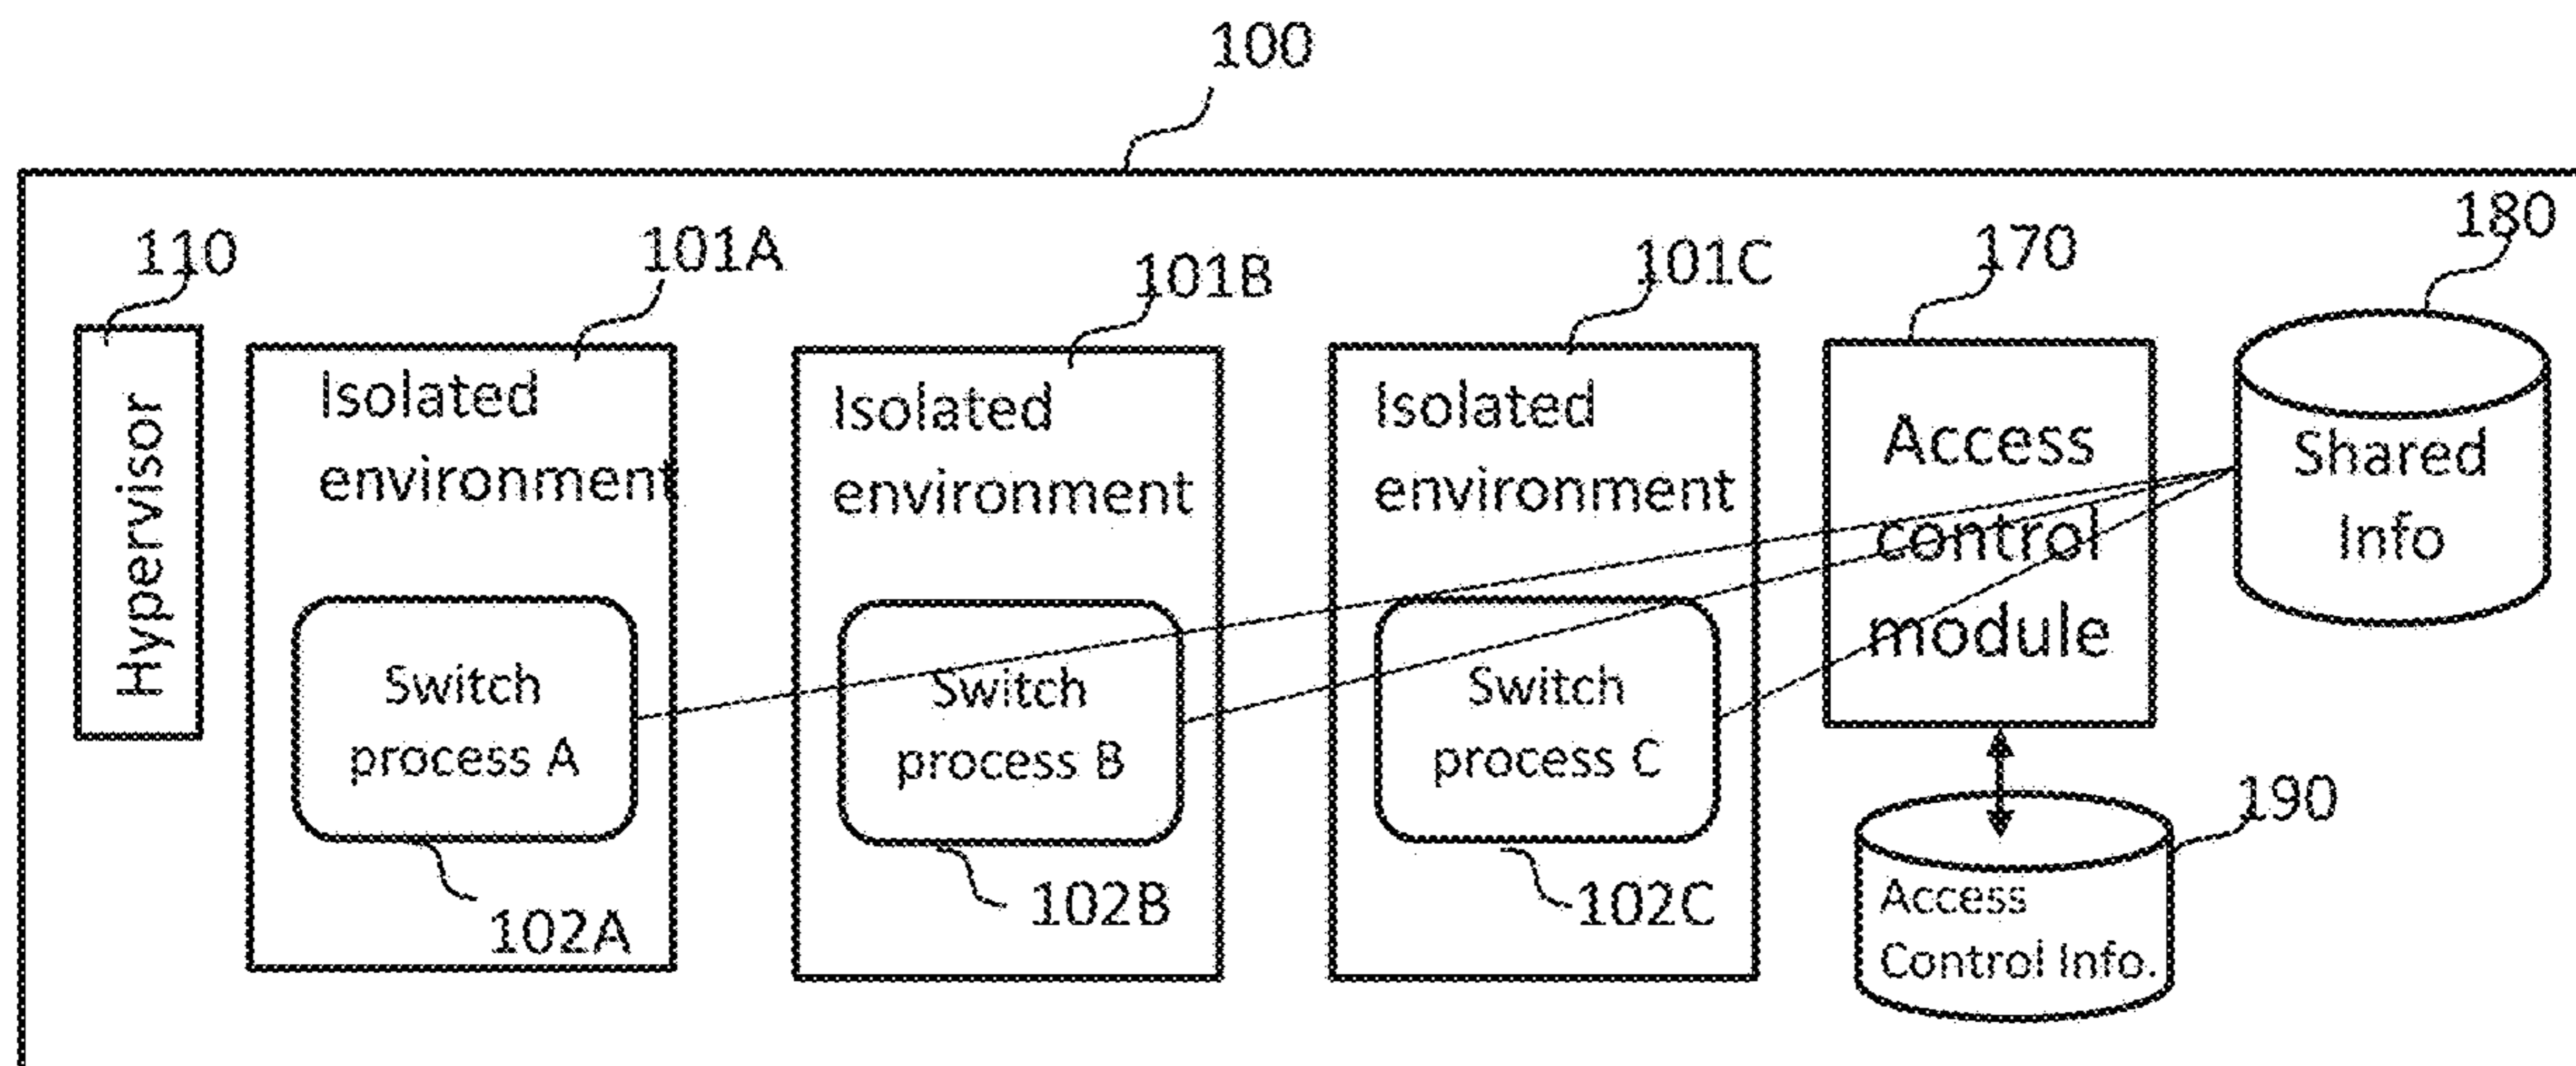 100
110
101A
101B
101C
170
180
Hypervisor
Isolated
environment
Switch
process A
102A
Isolated
environment
Switch
process B
102B
Isolated
environment
Switch
process C
102C
Access
control
module
Shared
Info
190
Access
Control Info.